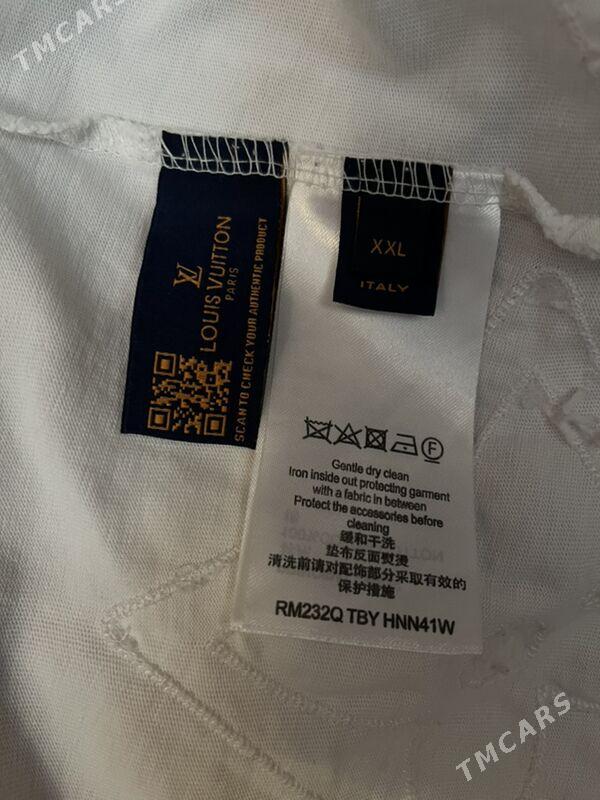 TMCARS
LV
LOUIS VUITTON
PARIS
SCANTO CHECK YOUR AUTHENTIC PRODUCT
XXL
ITALY
F
Gentle dry clean
Iron inside out protecting garment
with a fabric in between
Protect the accessories before
cleaning
缓和干洗
垫布反面熨烫
清洗前请对配饰部分采取有效的
保护措施
RM232Q TBY HNN41W
TMCARS